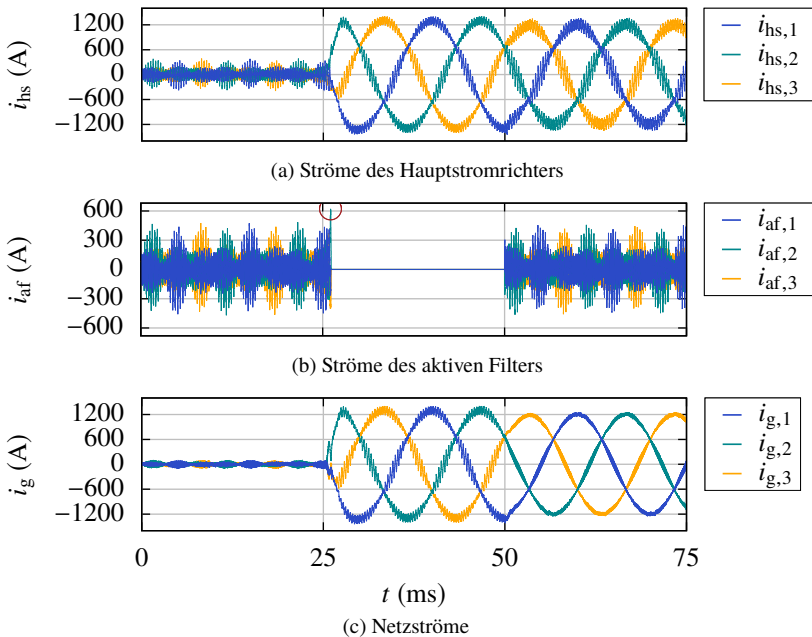 1200
600
0
−600
−1200
i_hs (A)
i_hs,1
i_hs,2
i_hs,3
(a) Ströme des Hauptstromrichters
600
300
0
−300
−600
i_af (A)
i_af,1
i_af,2
i_af,3
(b) Ströme des aktiven Filters
1200
600
0
−600
−1200
i_g (A)
i_g,1
i_g,2
i_g,3
0 25 50 75
t (ms)
(c) Netzströme